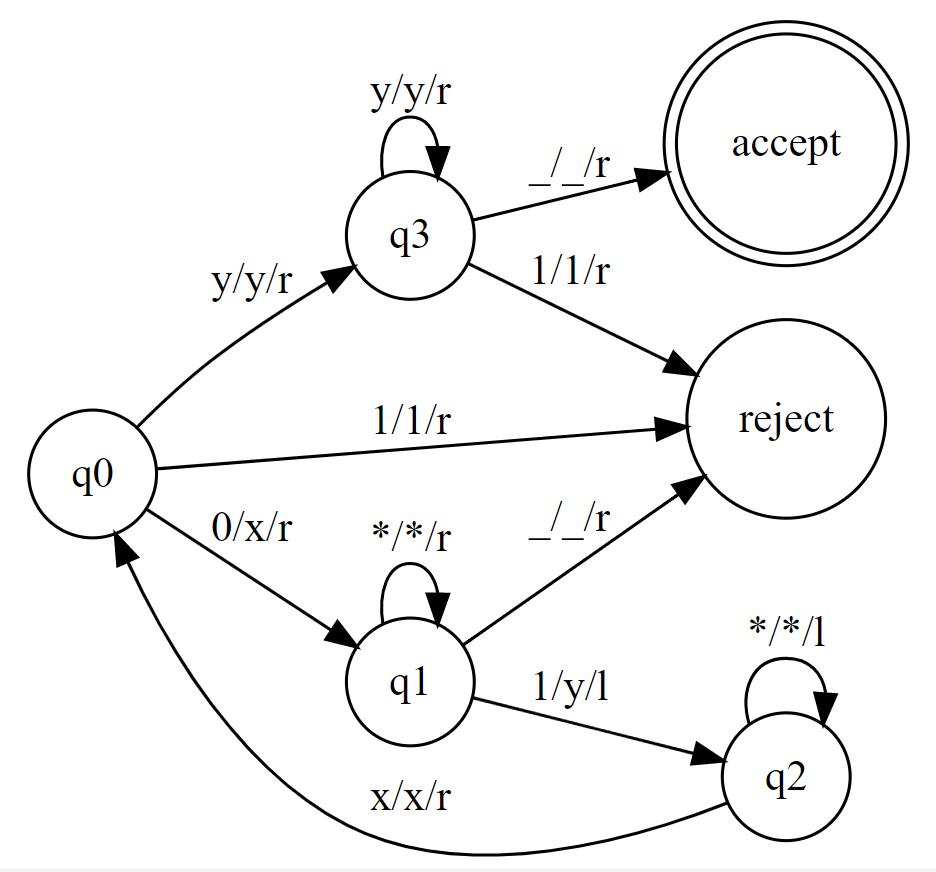 y/y/r
accept
_/_/r
q3
1/1/r
y/y/r
1/1/r
reject
q0
0/x/r
*/*/r
_/_/r
*/*/l
q1
1/y/l
q2
x/x/r